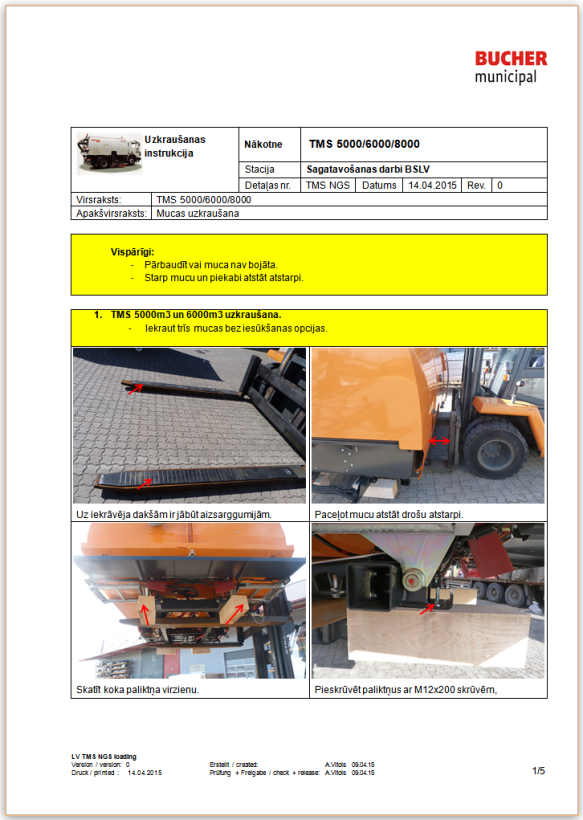 BUCHER
municipal
Uzkraušanas
instrukcija
Nākotne
TMS 5000/6000/8000
Stacija
Sagatavošanas darbi BSLV
Detaļas nr.
TMS NGS
Datums
14.04.2015
Rev.
0
Virsraksts:
TMS 5000/6000/8000
Apakšvirsraksts:
Mucas uzkraušana
Vispārīgi:
- Pārbaudīt vai muca nav bojāta.
- Starp mucu un piekabi atstāt atstarpi.
1. TMS 5000m3 un 6000m3 uzkraušana.
- Iekraut trīs mucas bez iesūkšanas opcijas.
Uz iekrāvēja dakšām ir jābūt aizsarggumijām.
Paceļot mucu atstāt drošu atstarpi.
Skatīt koka paliktņa virzienu.
Pieskrūvēt paliktņus ar M12x200 skrūvēm,
LV TMS NGS loading
Version / version: 0
Erstellt / created: A.Vitols 09.04.15
Druck / printed : 14.04.2015
Prüfung + Freigabe / check + release: A.Vitols 09.04.15
1/5